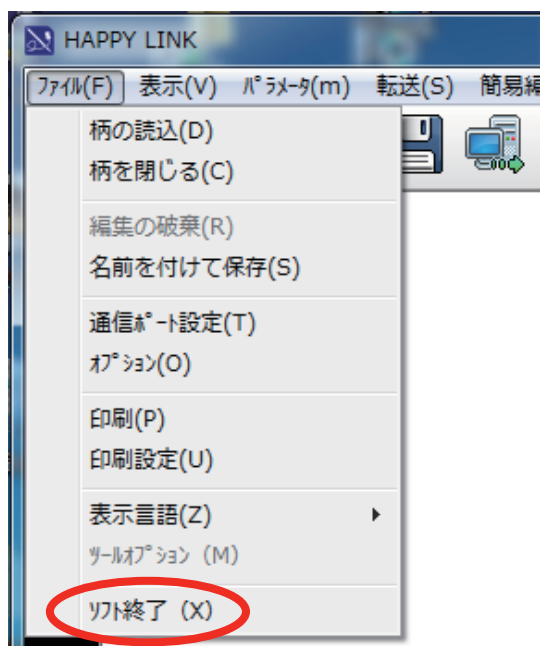 HAPPY LINK
ﾌｧｲﾙ(F) 表示(V) ﾊﾟﾗﾒｰﾀ(m) 転送(S) 簡易編
柄の読込(D)
柄を閉じる(C)
編集の破棄(R)
名前を付けて保存(S)
通信ﾎﾟｰﾄ設定(T)
ｵﾌﾟｼｮﾝ(O)
印刷(P)
印刷設定(U)
表示言語(Z)
ﾂｰﾙｵﾌﾟｼｮﾝ (M)
ｿﾌﾄ終了 (X)